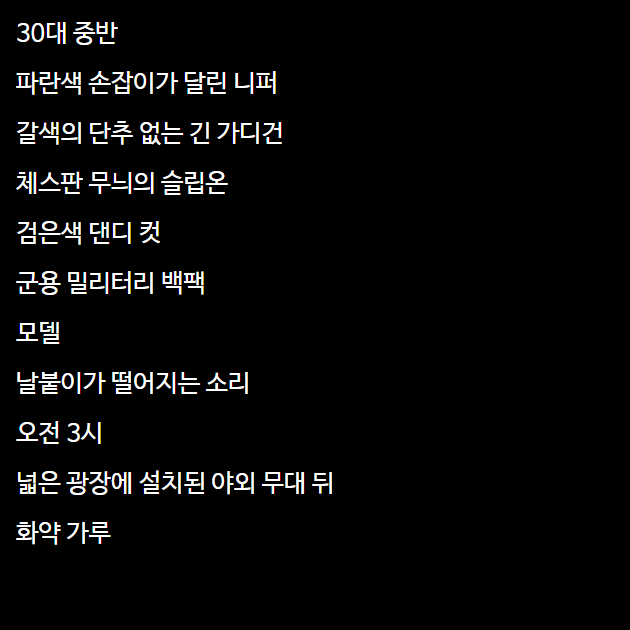 30대 중반
파란색 손잡이가 달린 니퍼
갈색의 단추 없는 긴 가디건
체스판 무늬의 슬립온
검은색 댄디 컷
군용 밀리터리 백팩
모델
날붙이가 떨어지는 소리
오전 3시
넓은 광장에 설치된 야외 무대 뒤
화약 가루